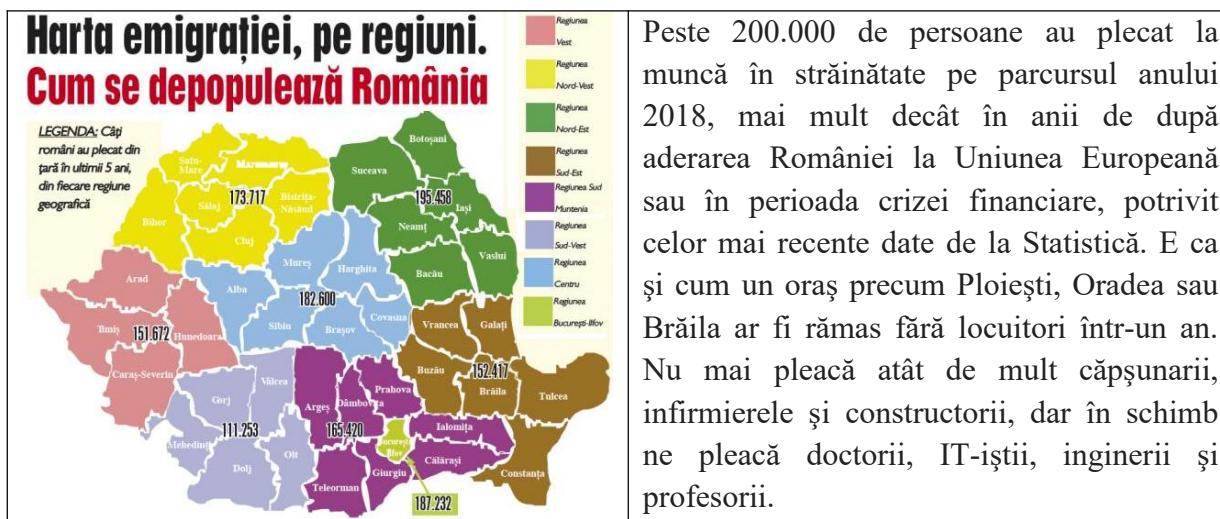 Harta emigrației, pe regiuni.
Cum se depopulează România
LEGENDA: Câți
români au plecat din
țară în ultimii 5 ani,
din fiecare regiune
geografică
Regiunea
Vest
Regiunea
Nord-Vest
Regiunea
Nord-Est
Regiunea
Sud-Est
Regiunea Sud
Muntenia
Regiunea
Sud-Vest
Regiunea
Centru
Regiunea
București-Ilfov
Botoșani
Satu-
Mare
Maramureș
Suceava
Sălaj
173.717
Bistrița-
Năsăud
195.458
Iași
Bihor
Cluj
Neamț
Mureș
Harghita
Bacău
Vaslui
Arad
Alba
182.600
Covasna
Timiș
151.672
Hunedoara
Sibiu
Brașov
Vrancea
Galați
Caraș-Severin
Vâlcea
Buzău
152.417
Brăila
Tulcea
Gorj
Argeș
Dâmbovița
Prahova
Mehedinți
111.253
Olt
165.420
București
Ilfov
Ialomița
Dolj
Călărași
Constanța
Teleorman
Giurgiu
187.232
Peste 200.000 de persoane au plecat la
muncă în străinătate pe parcursul anului
2018, mai mult decât în anii de după
aderarea României la Uniunea Europeană
sau în perioada crizei financiare, potrivit
celor mai recente date de la Statistică. E ca
şi cum un oraş precum Ploieşti, Oradea sau
Brăila ar fi rămas fără locuitori într-un an.
Nu mai pleacă atât de mult căpşunarii,
infirmierele şi constructorii, dar în schimb
ne pleacă doctorii, IT-iştii, inginerii şi
profesorii.